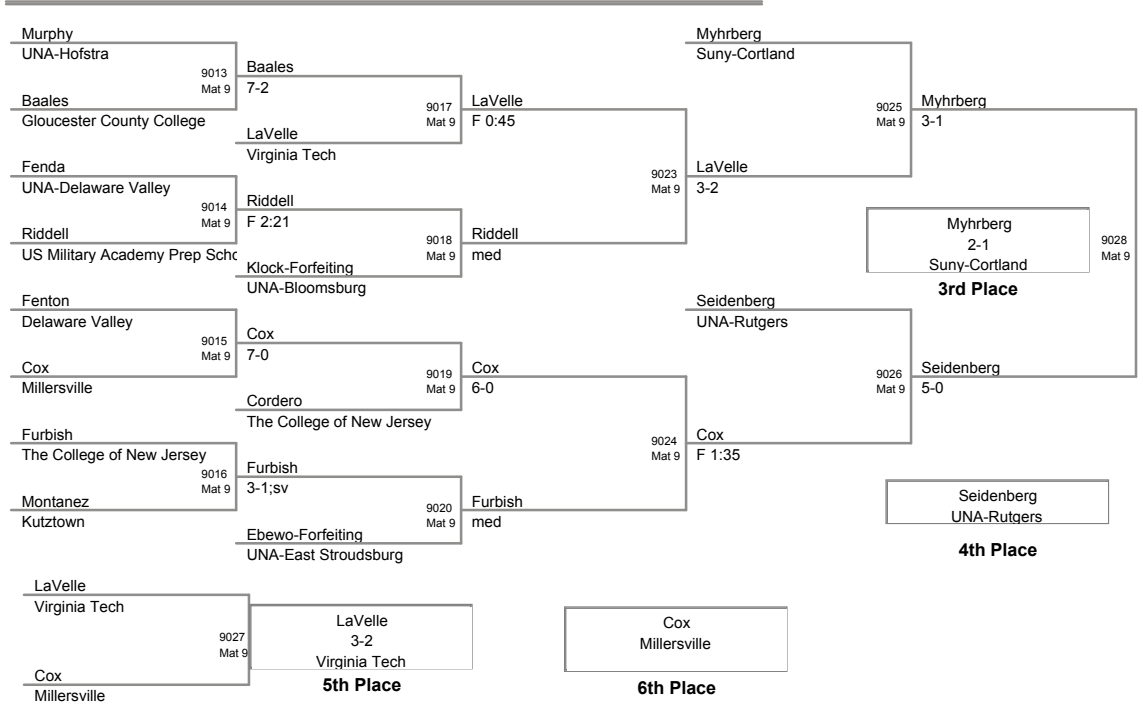 Murphy
UNA-Hofstra
9013
Mat 9
Baales
7-2
Baales
Gloucester County College
9017
Mat 9
LaVelle
F 0:45
LaVelle
Virginia Tech
Fenda
UNA-Delaware Valley
9014
Mat 9
Riddell
F 2:21
Riddell
US Military Academy Prep Scho
9018
Mat 9
Riddell
med
Klock-Forfeiting
UNA-Bloomsburg
9023
Mat 9
LaVelle
3-2
Myhrberg
Suny-Cortland
9025
Mat 9
Myhrberg
3-1
Fenton
Delaware Valley
9015
Mat 9
Cox
7-0
Cox
Millersville
9019
Mat 9
Cox
6-0
Cordero
The College of New Jersey
Furbish
The College of New Jersey
9016
Mat 9
Furbish
3-1;sv
Montanez
Kutztown
9020
Mat 9
Furbish
med
Ebewo-Forfeiting
UNA-East Stroudsburg
9024
Mat 9
Cox
F 1:35
Seidenberg
UNA-Rutgers
9026
Mat 9
Seidenberg
5-0
9028
Mat 9
Myhrberg
2-1
Suny-Cortland
3rd Place
Seidenberg
UNA-Rutgers
4th Place
LaVelle
Virginia Tech
9027
Mat 9
Cox
Millersville
LaVelle
3-2
Virginia Tech
5th Place
Cox
Millersville
6th Place